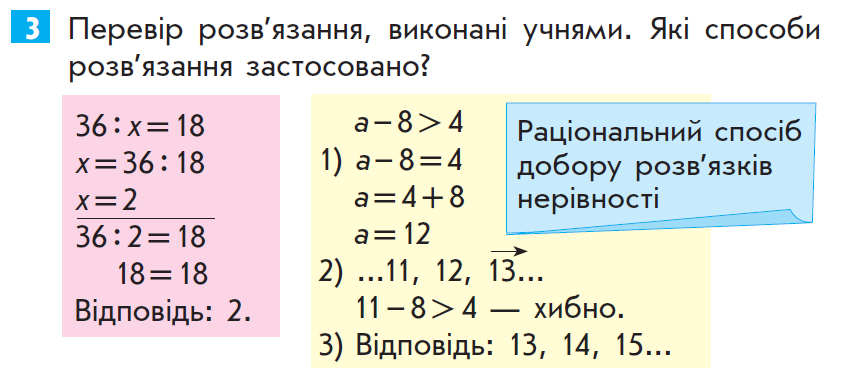 3 Перевір розв’язання, виконані учнями. Які способи
розв’язання застосовано?
36 : x = 18
x = 36 : 18
x = 2
36 : 2 = 18
18 = 18
Відповідь: 2.
a – 8 > 4
1) a – 8 = 4
a = 4 + 8
a = 12
2) ...11, 12, 13...
11 – 8 > 4 — хибно.
3) Відповідь: 13, 14, 15...
Раціональний спосіб
добору розв’язків
нерівності